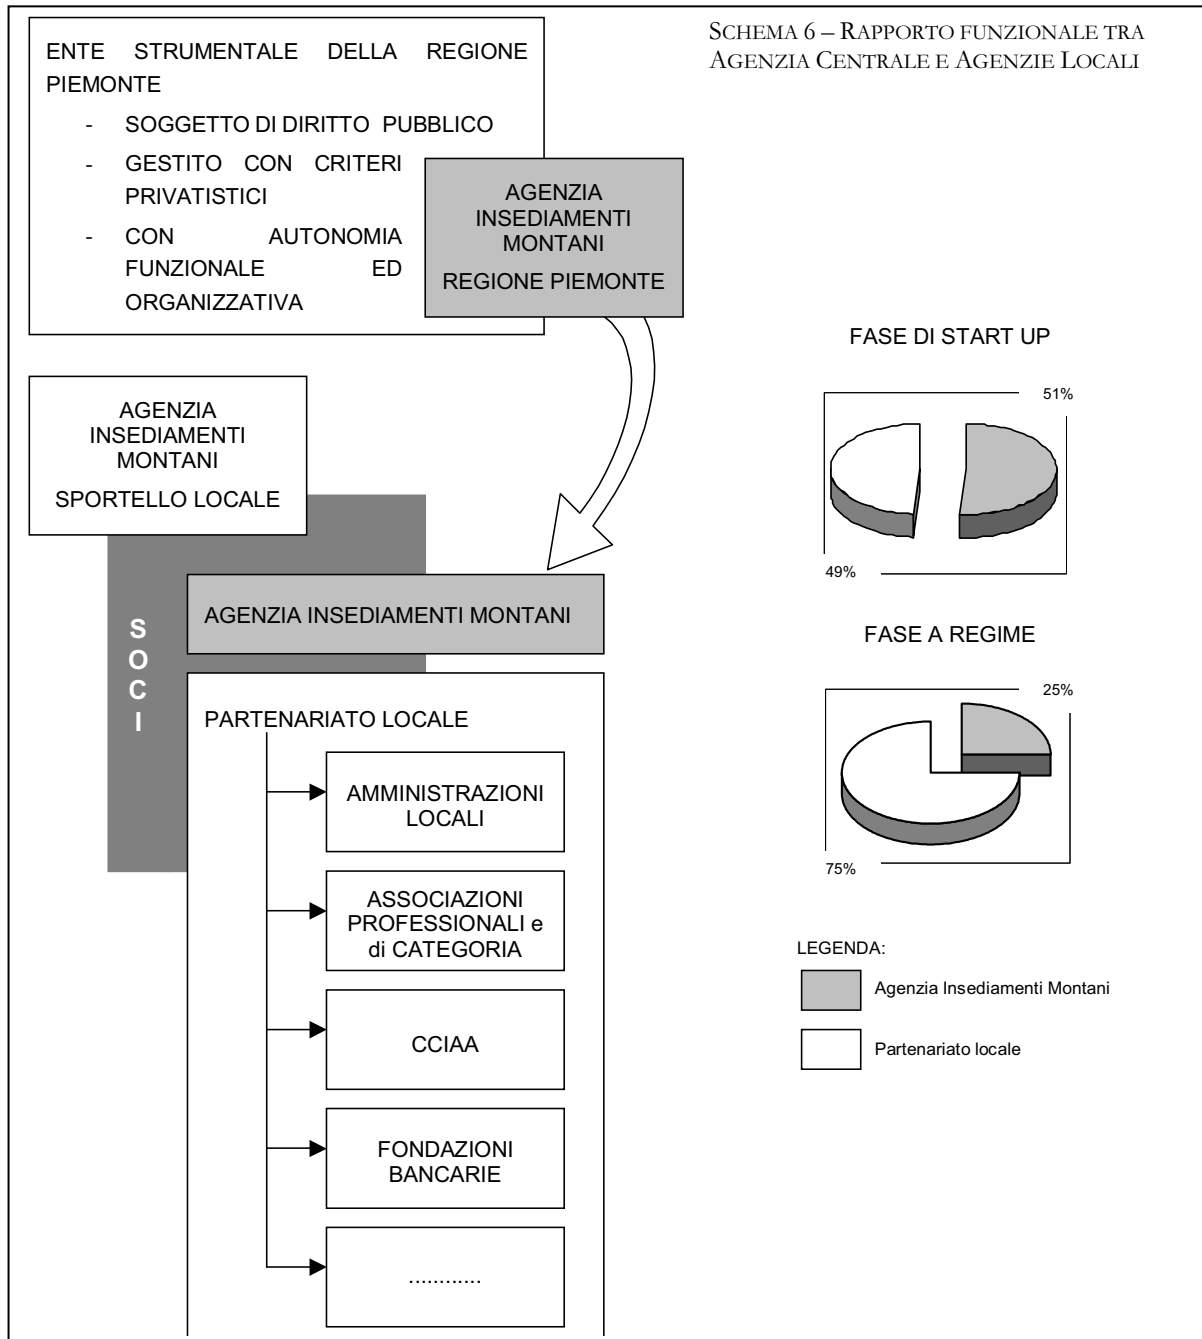 SCHEMA 6 – RAPPORTO FUNZIONALE TRA
AGENZIA CENTRALE E AGENZIE LOCALI
ENTE STRUMENTALE DELLA REGIONE
PIEMONTE
- SOGGETTO DI DIRITTO PUBBLICO
- GESTITO CON CRITERI
PRIVATISTICI
- CON AUTONOMIA
FUNZIONALE ED
ORGANIZZATIVA
AGENZIA
INSEDIAMENTI
MONTANI
REGIONE PIEMONTE
AGENZIA
INSEDIAMENTI
MONTANI
SPORTELLO LOCALE
S
O
C
I
AGENZIA INSEDIAMENTI MONTANI
PARTENARIATO LOCALE
AMMINISTRAZIONI
LOCALI
ASSOCIAZIONI
PROFESSIONALI e
di CATEGORIA
CCIAA
FONDAZIONI
BANCARIE
............
FASE DI START UP
51%
49%
FASE A REGIME
25%
75%
LEGENDA:
Agenzia Insediamenti Montani
Partenariato locale